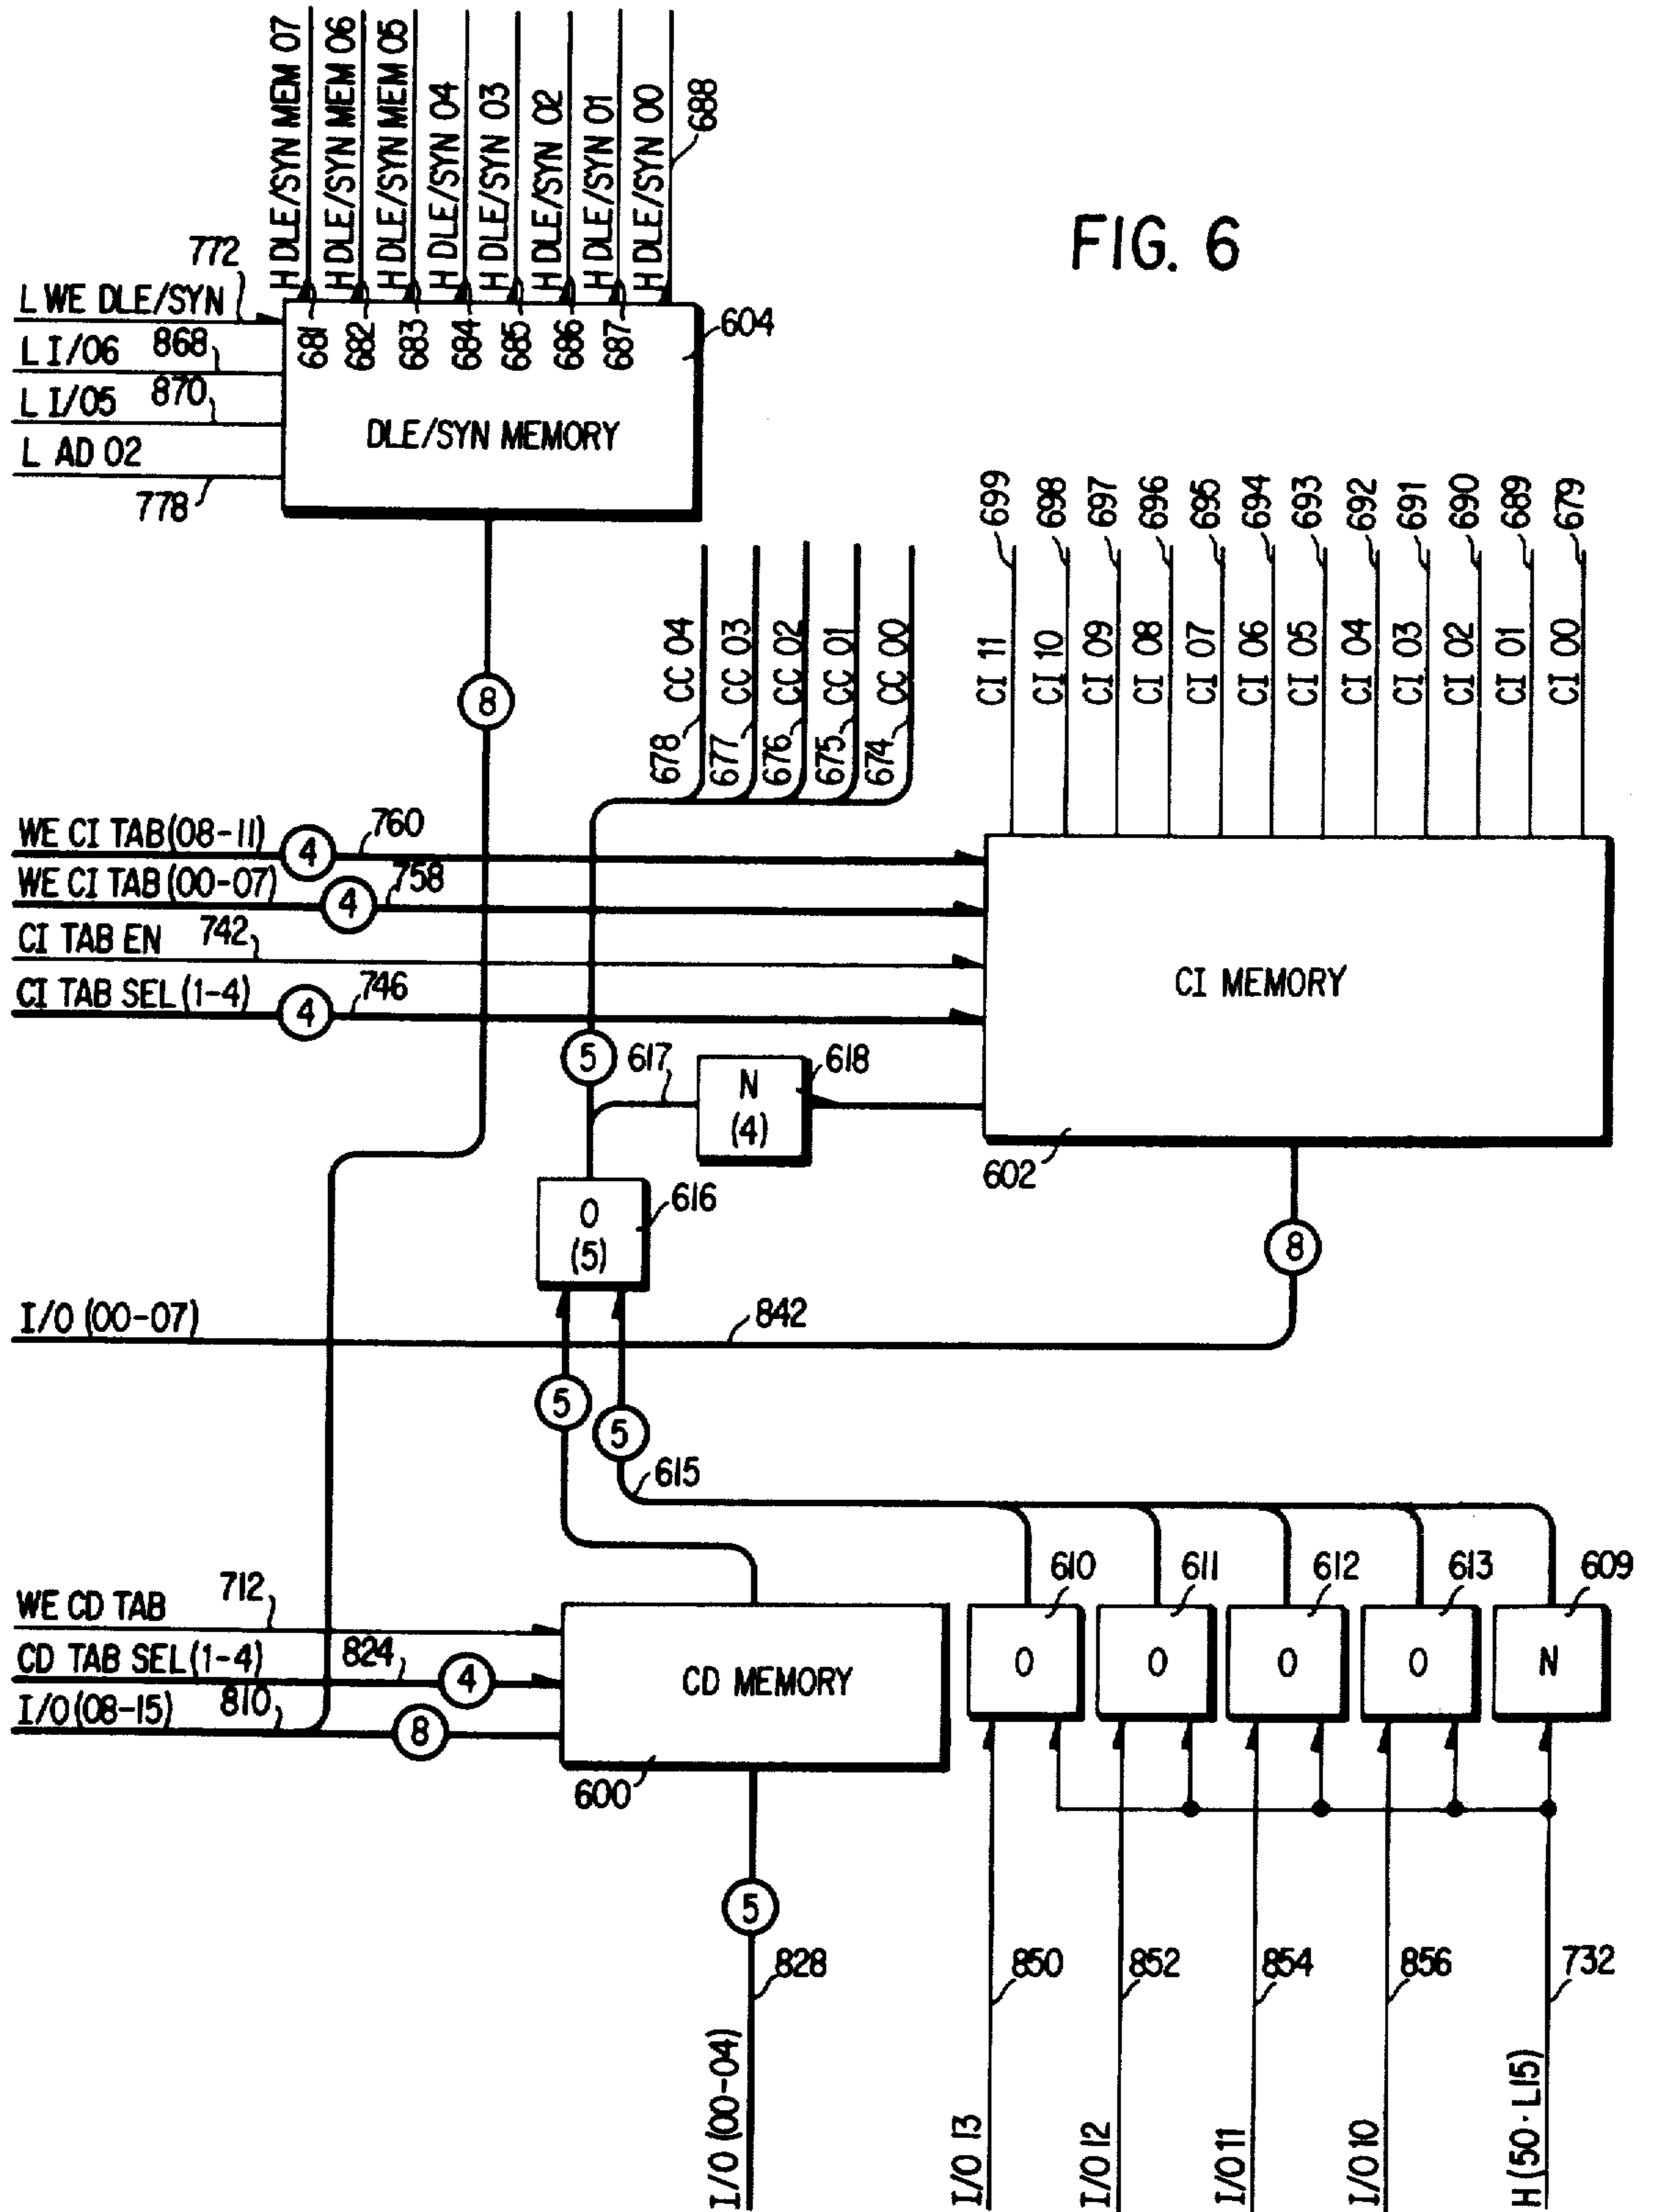 FIG. 6
H DLE/SYN MEM 07
H DLE/SYN MEM 06
H DLE/SYN MEM 05
H DLE/SYN 04
H DLE/SYN 03
H DLE/SYN 02
H DLE/SYN 01
H DLE/SYN 00
688
772
L WE DLE/SYN
L I/06 868
L I/05 870
L AD 02
778
681
682
683
684
685
686
687
604
DLE/SYN MEMORY
8
678 CC 04
677 CC 03
676 CC 02
675 CC 01
674 CC 00
CI 11 699
CI 10 698
CI 09 697
CI 08 696
CI 07 695
CI 06 694
CI 05 693
CI 04 692
CI 03 691
CI 02 690
CI 01 689
CI 00 679
WE CI TAB(08-11) 4 760
WE CI TAB(00-07) 4 758
CI TAB EN 742
CI TAB SEL(1-4) 4 746
CI MEMORY
602
5
617
N
(4)
618
O
(5)
616
8
I/O (00-07)
842
5
5
615
WE CD TAB 712
CD TAB SEL(1-4) 824 4
I/O(08-15) 810 8
CD MEMORY
600
610
O
611
O
612
O
613
O
609
N
5
828
I/O (00-04)
850
I/O 13
852
I/O 12
854
I/O 11
856
I/O 10
732
H(50·L15)